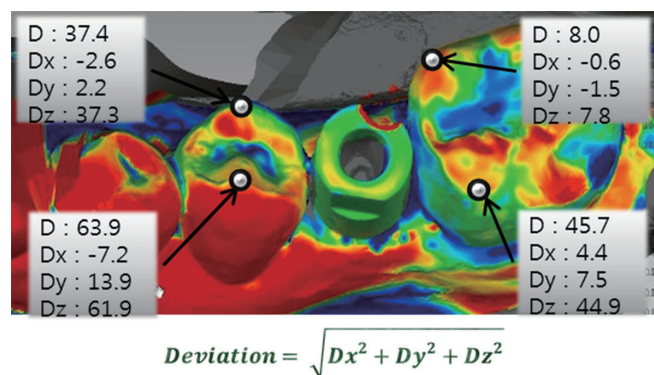 D : 37.4
Dx : -2.6
Dy : 2.2
Dz : 37.3
D : 8.0
Dx : -0.6
Dy : -1.5
Dz : 7.8
D : 63.9
Dx : -7.2
Dy : 13.9
Dz : 61.9
D : 45.7
Dx : 4.4
Dy : 7.5
Dz : 44.9
Deviation = √Dx² + Dy² + Dz²